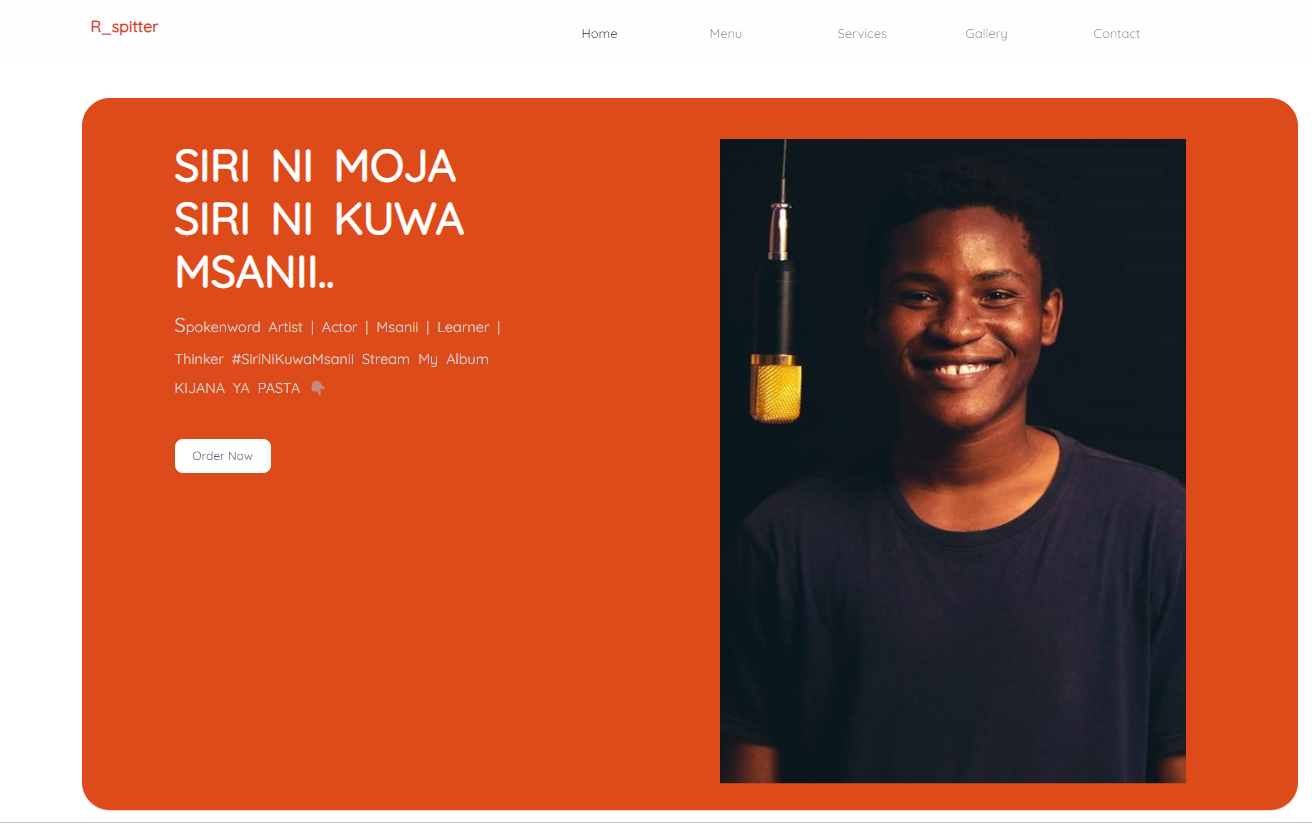 R_spitter
Home Menu Services Gallery Contact
SIRI NI MOJA
SIRI NI KUWA
MSANII..
Spokenword Artist | Actor | Msanii | Learner |
Thinker #SiriNiKuwaMsanii Stream My Album
KIJANA YA PASTA 👇🏽
Order Now